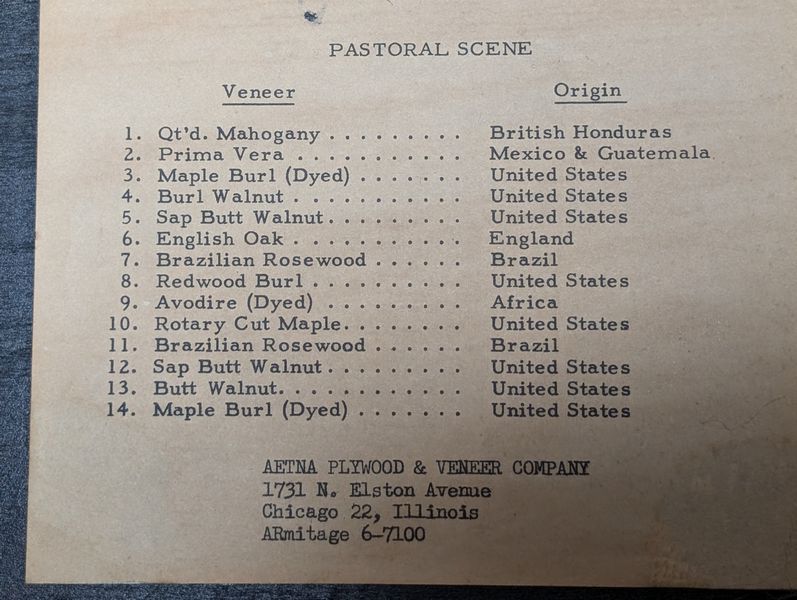 PASTORAL SCENE
Veneer Origin
1. Qt'd. Mahogany . . . . . . . . . British Honduras
2. Prima Vera . . . . . . . . . . . Mexico & Guatemala
3. Maple Burl (Dyed) . . . . . . . United States
4. Burl Walnut . . . . . . . . . . . United States
5. Sap Butt Walnut . . . . . . . . . United States
6. English Oak . . . . . . . . . . . England
7. Brazilian Rosewood . . . . . . Brazil
8. Redwood Burl . . . . . . . . . . United States
9. Avodire (Dyed) . . . . . . . . . Africa
10. Rotary Cut Maple. . . . . . . . United States
11. Brazilian Rosewood . . . . . . Brazil
12. Sap Butt Walnut . . . . . . . . . United States
13. Butt Walnut. . . . . . . . . . . . United States
14. Maple Burl (Dyed) . . . . . . . United States
AETNA PLYWOOD & VENEER COMPANY
1731 N. Elston Avenue
Chicago 22, Illinois
ARmitage 6-7100